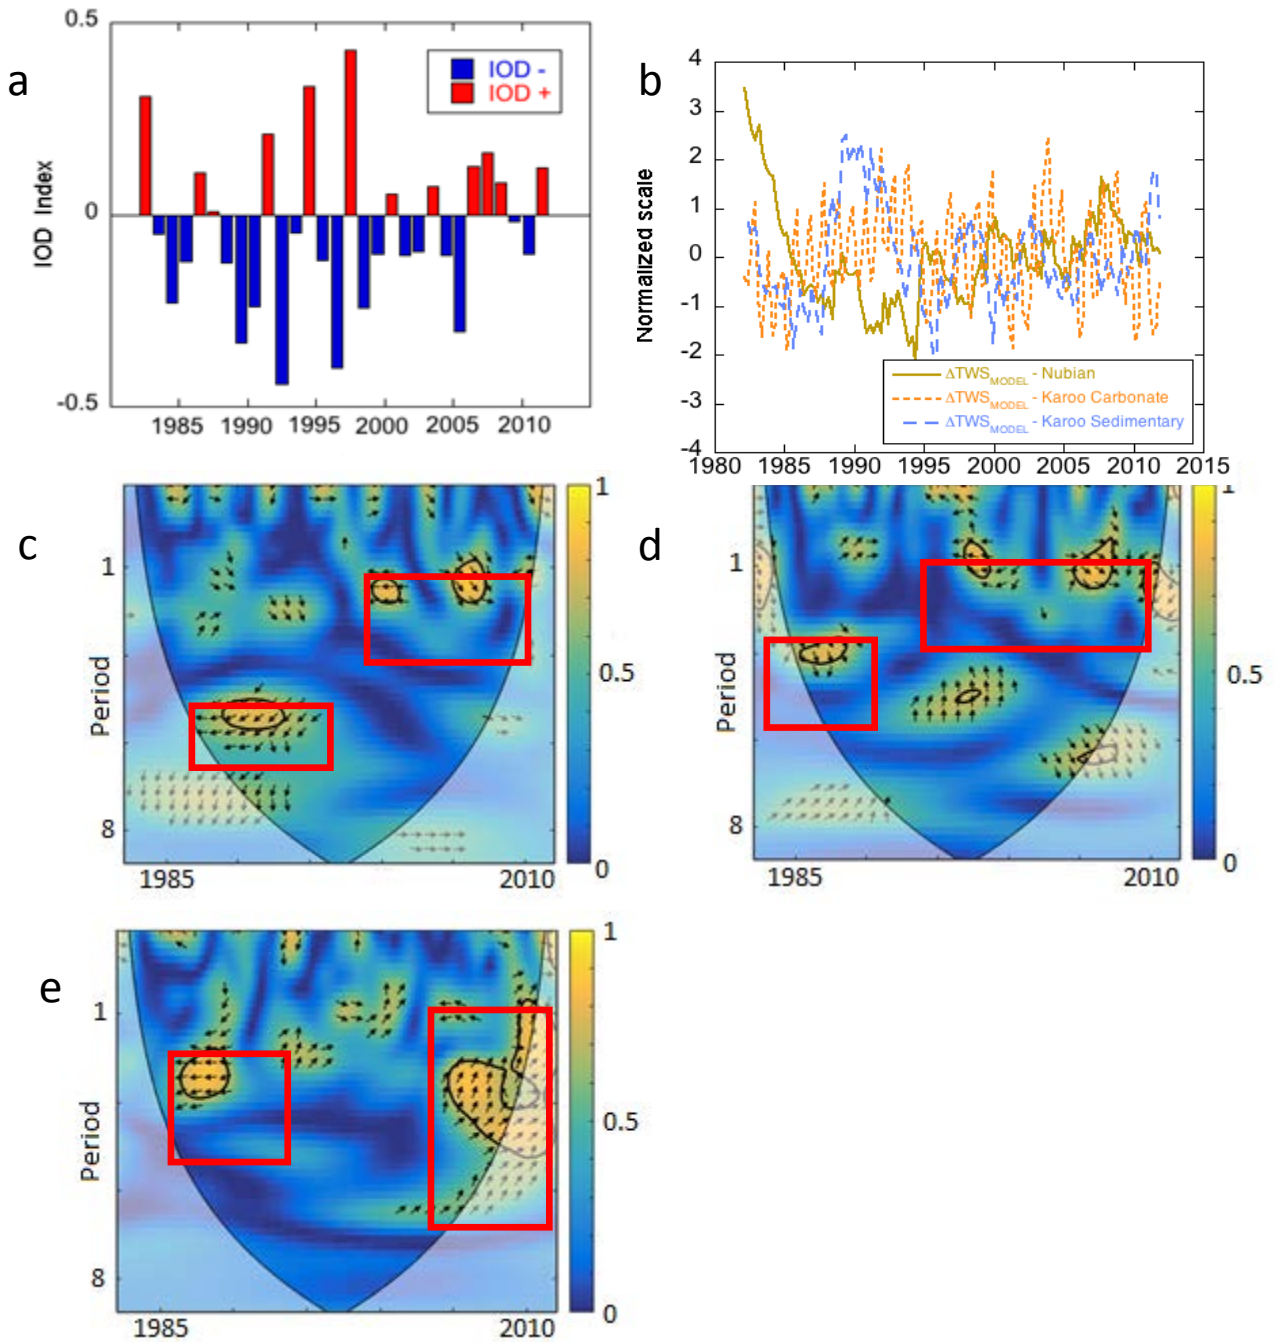 a
0.5
0
-0.5
IOD Index
IOD -
IOD +
1985 1990 1995 2000 2005 2010
b
4
3
2
1
0
-1
-2
-3
-4
Normalized scale
ΔTWSMODEL - Nubian
ΔTWSMODEL - Karoo Carbonate
ΔTWSMODEL - Karoo Sedimentary
1980 1985 1990 1995 2000 2005 2010 2015
c
1
8
Period
1985 2010
1
0.5
0
d
1
8
1985 2010
1
0.5
0
e
1
8
Period
1985 2010
1
0.5
0